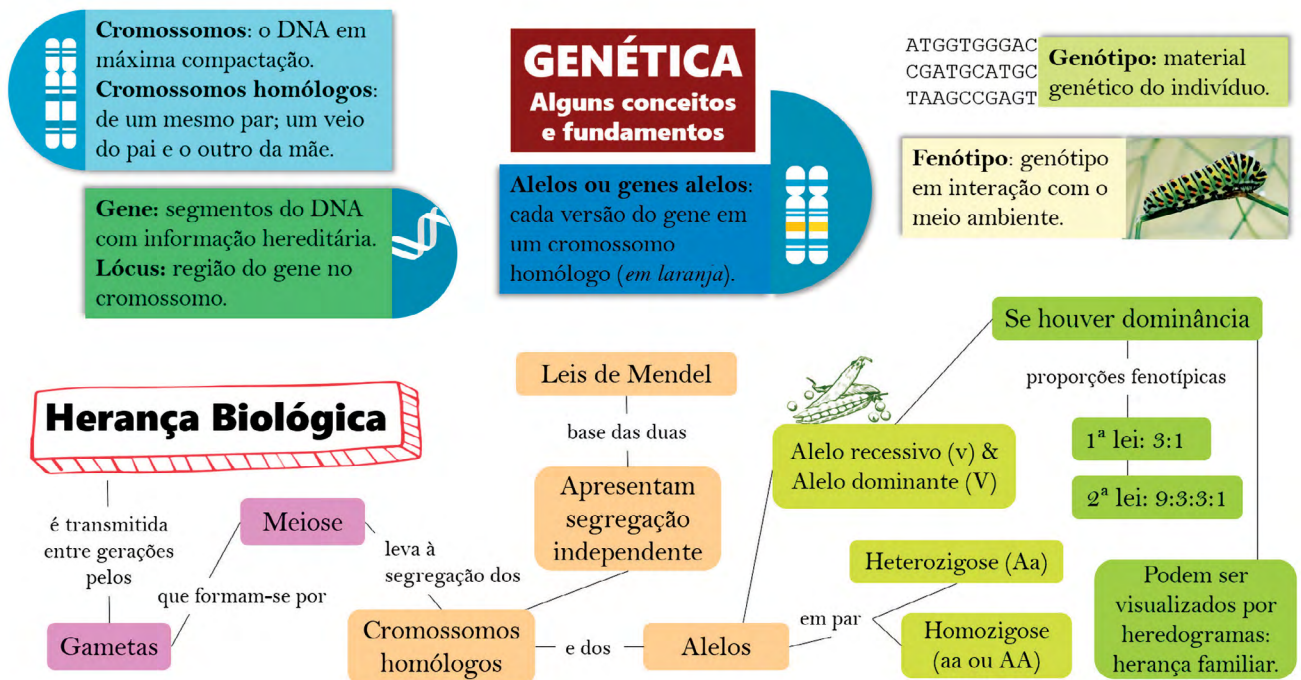 Cromossomos: o DNA em
máxima compactação.
Cromossomos homólogos:
de um mesmo par; um veio
do pai e o outro da mãe.
Gene: segmentos do DNA
com informação hereditária.
Lócus: região do gene no
cromossomo.
GENÉTICA
Alguns conceitos
e fundamentos
Alelos ou genes alelos:
cada versão do gene em
um cromossomo
homólogo (em laranja).
ATGGTGGGAC
CGATGCATGC
TAAGCCGAGT
Genótipo: material
genético do indivíduo.
Fenótipo: genótipo
em interação com o
meio ambiente.
Herança Biológica
é transmitida
entre gerações
pelos
Gametas
que formam-se por
Meiose
leva à
segregação dos
Cromossomos
homólogos
Leis de Mendel
base das duas
Apresentam
segregação
independente
e dos
Alelos
em par
Heterozigose (Aa)
Homozigose
(aa ou AA)
Alelo recessivo (v) &
Alelo dominante (V)
Se houver dominância
proporções fenotípicas
1ª lei: 3:1
2ª lei: 9:3:3:1
Podem ser
visualizados por
heredogramas:
herança familiar.